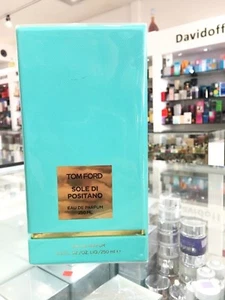 Davidoff
TOM FORD
SOLE DI
POSITANO
EAU DE PARFUM